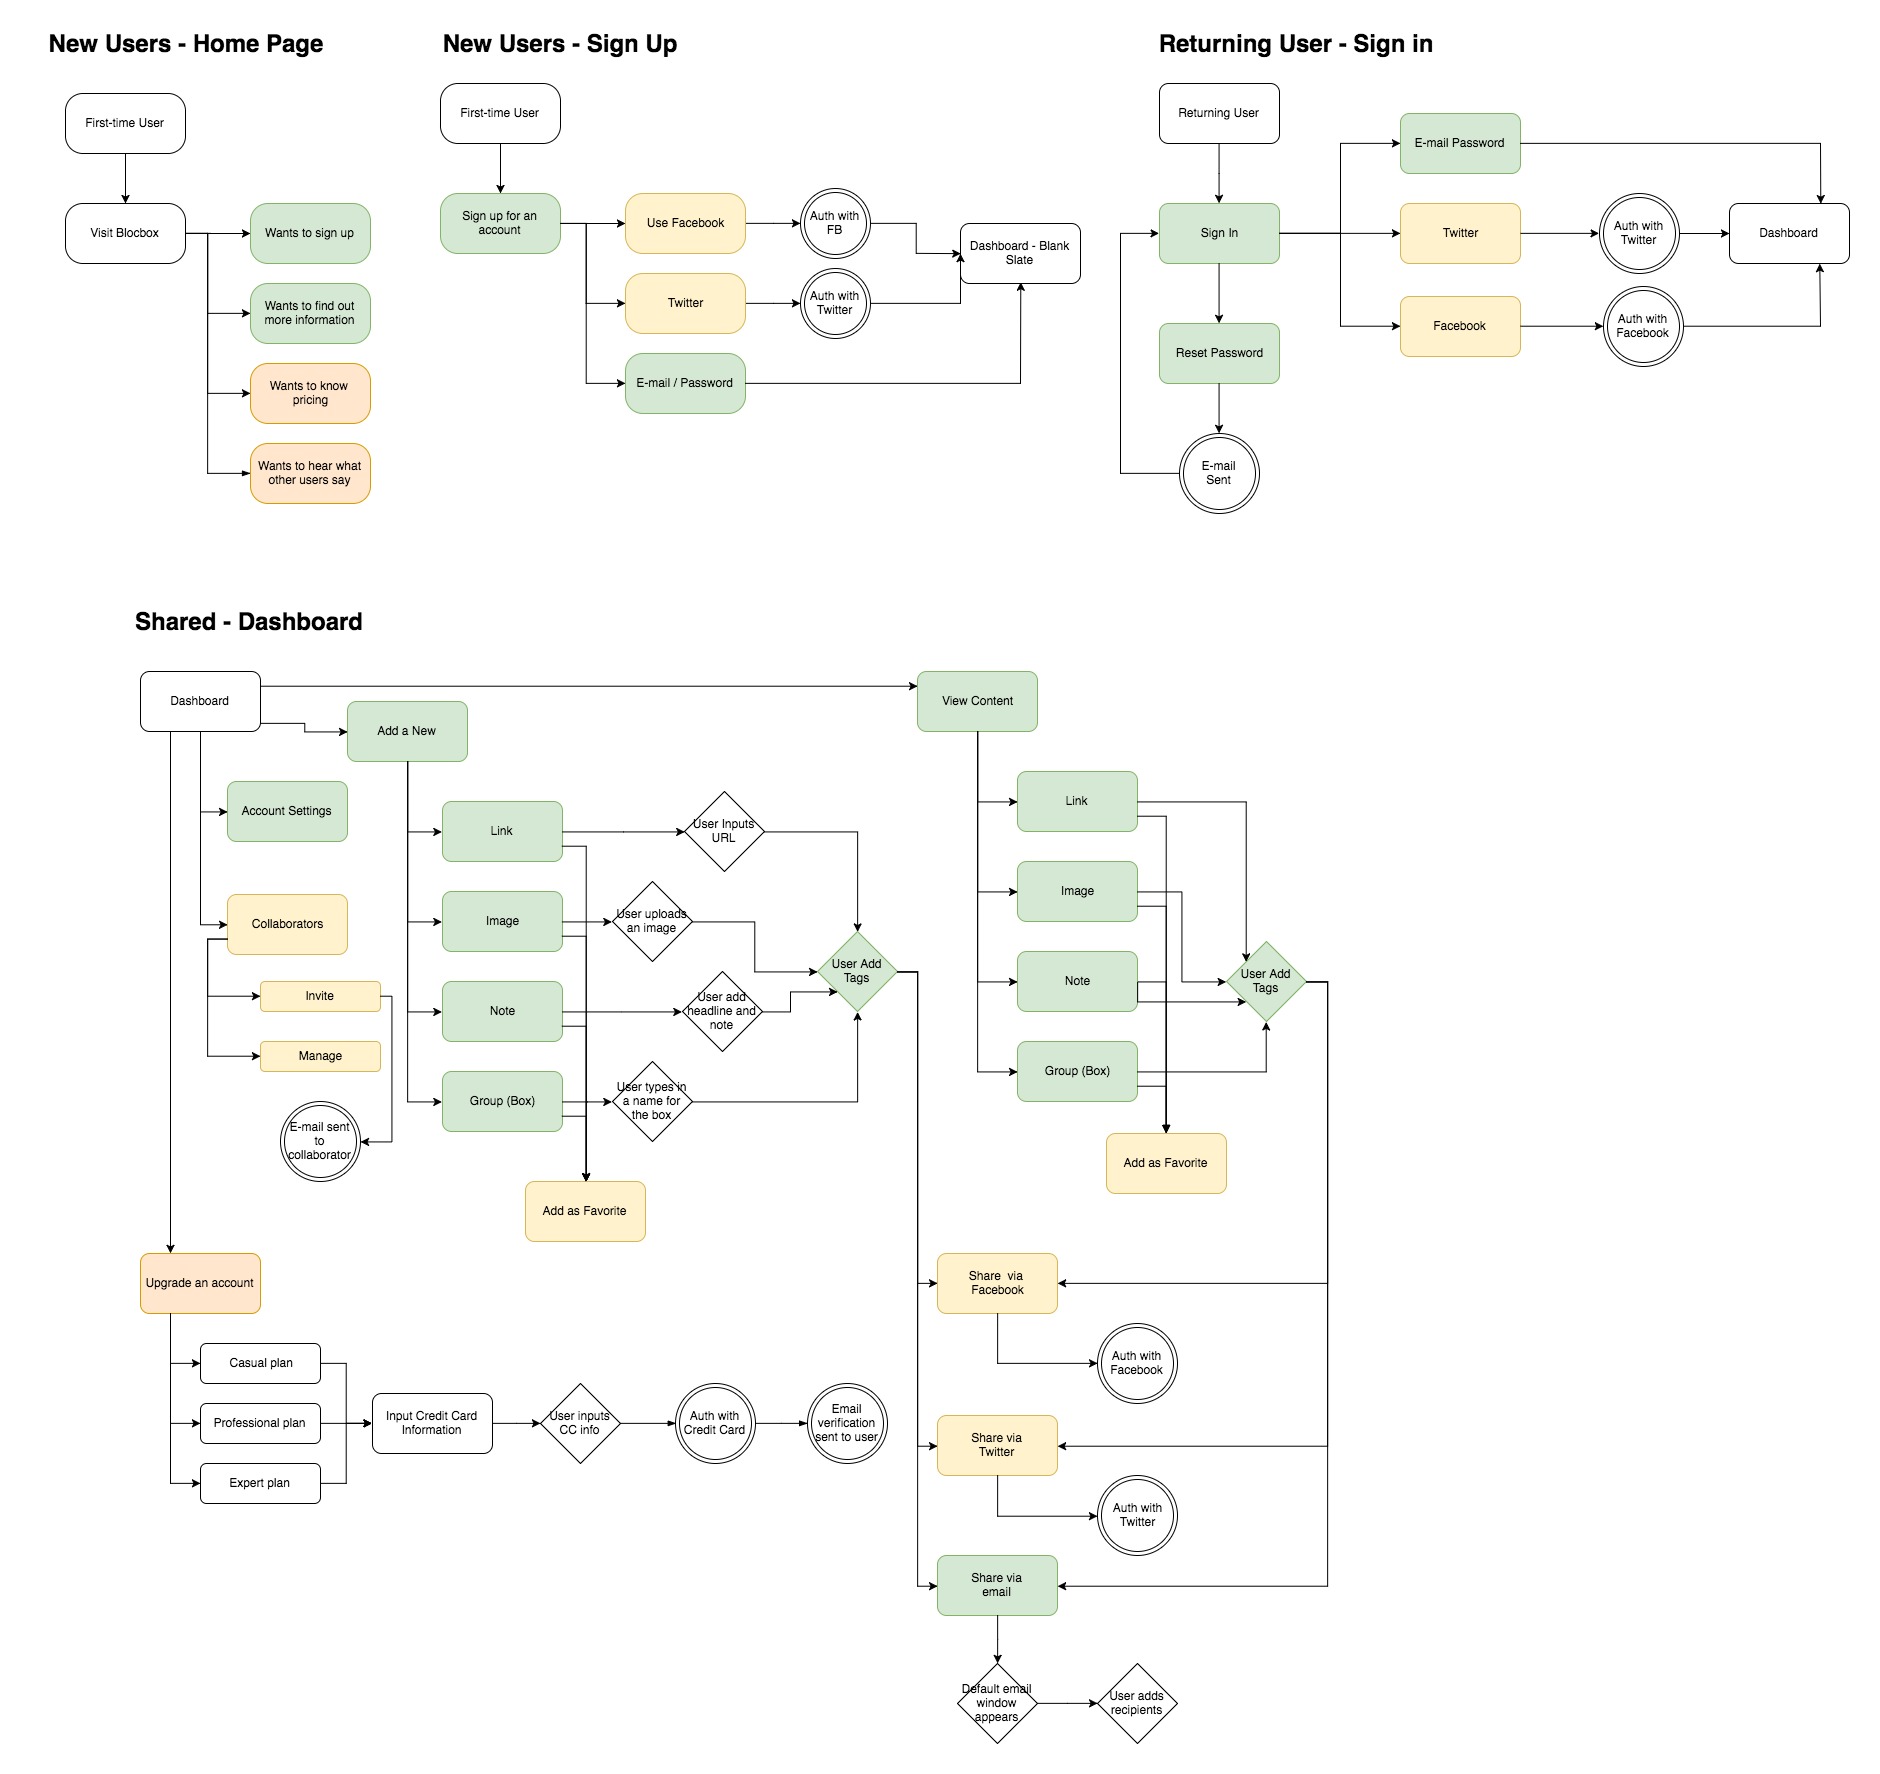 New Users - Home Page
First-time User
Visit Blocbox
Wants to sign up
Wants to find out
more information
Wants to know
pricing
Wants to hear what
other users say
New Users - Sign Up
First-time User
Sign up for an
account
Use Facebook
Auth with
FB
Twitter
Auth with
Twitter
E-mail / Password
Dashboard - Blank
Slate
Returning User - Sign in
Returning User
Sign In
Reset Password
E-mail
Sent
E-mail Password
Twitter
Auth with
Twitter
Facebook
Auth with
Facebook
Dashboard
Shared - Dashboard
Dashboard
Add a New
Account Settings
Collaborators
Invite
Manage
E-mail sent
to
collaborator
Link
User Inputs
URL
Image
User uploads
an image
Note
User add
headline and
note
Group (Box)
User types in
a name for
the box
User Add
Tags
Add as Favorite
View Content
Link
Image
Note
Group (Box)
User Add
Tags
Add as Favorite
Upgrade an account
Casual plan
Professional plan
Expert plan
Input Credit Card
Information
User inputs
CC info
Auth with
Credit Card
Email
verification
sent to user
Share via
Facebook
Auth with
Facebook
Share via
Twitter
Auth with
Twitter
Share via
email
Default email
window
appears
User adds
recipients